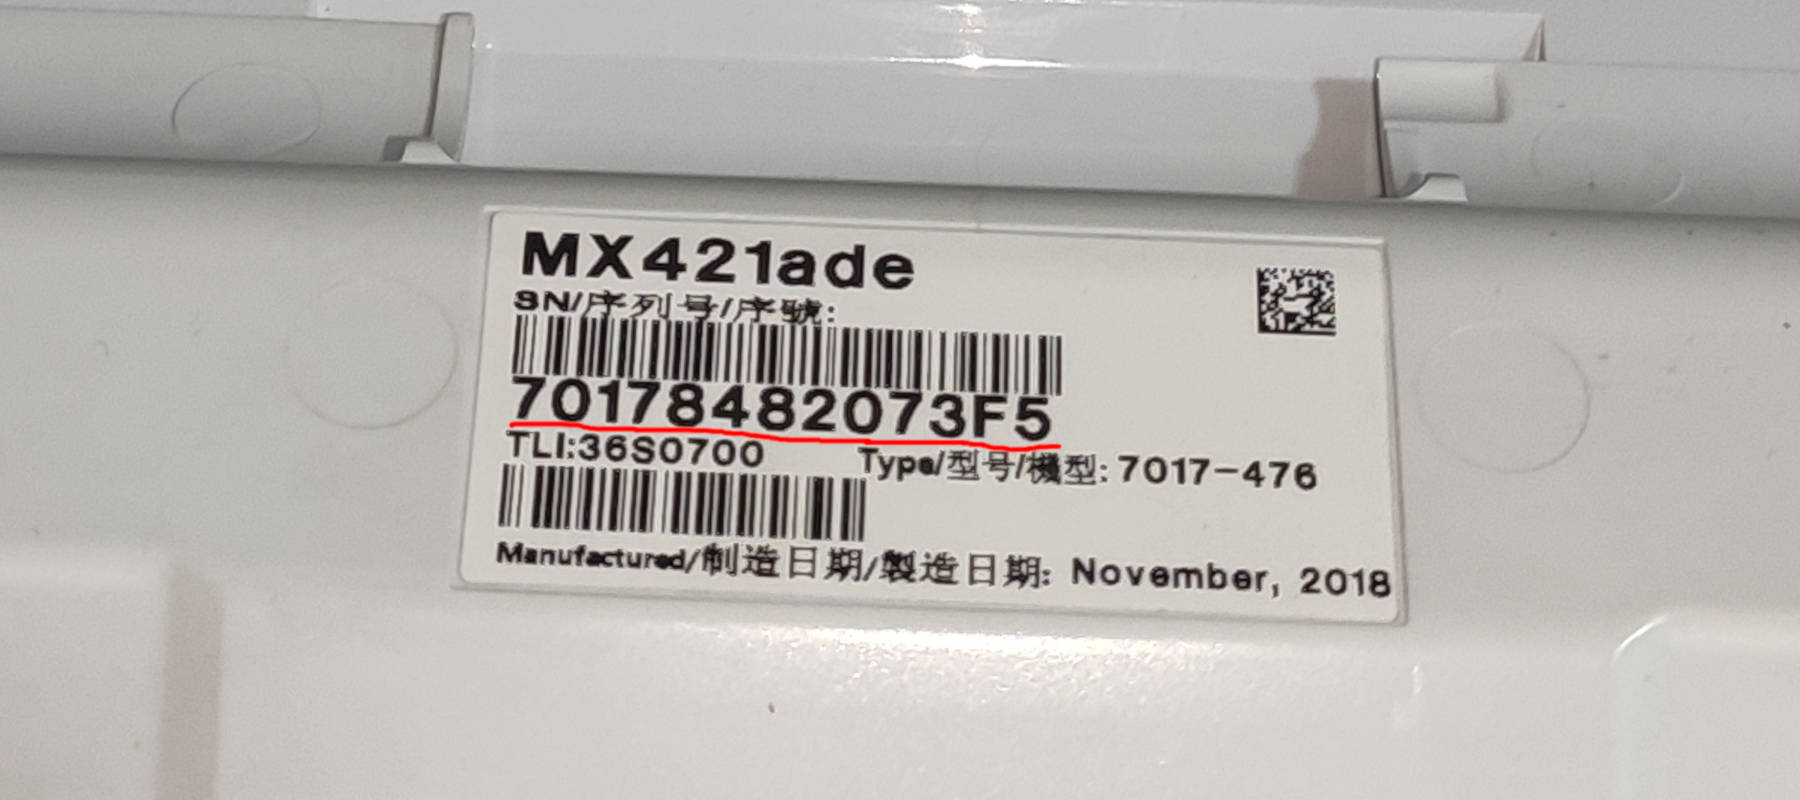 MX421ade
SN/序列号/序號:
70178482073F5
TLI:36S0700
Type/型号/機型: 7017-476
Manufactured/制造日期/製造日期: November, 2018